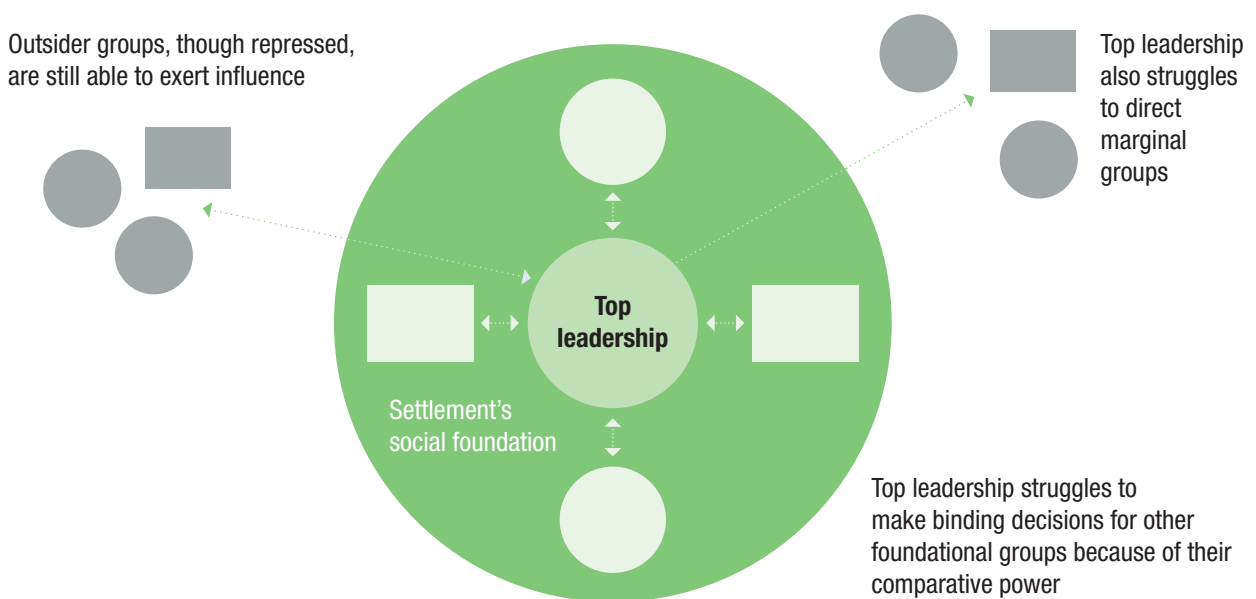 Outsider groups, though repressed,
are still able to exert influence
Top leadership
also struggles
to direct
marginal
groups
Top
leadership
Settlement's
social foundation
Top leadership struggles to
make binding decisions for other
foundational groups because of their
comparative power